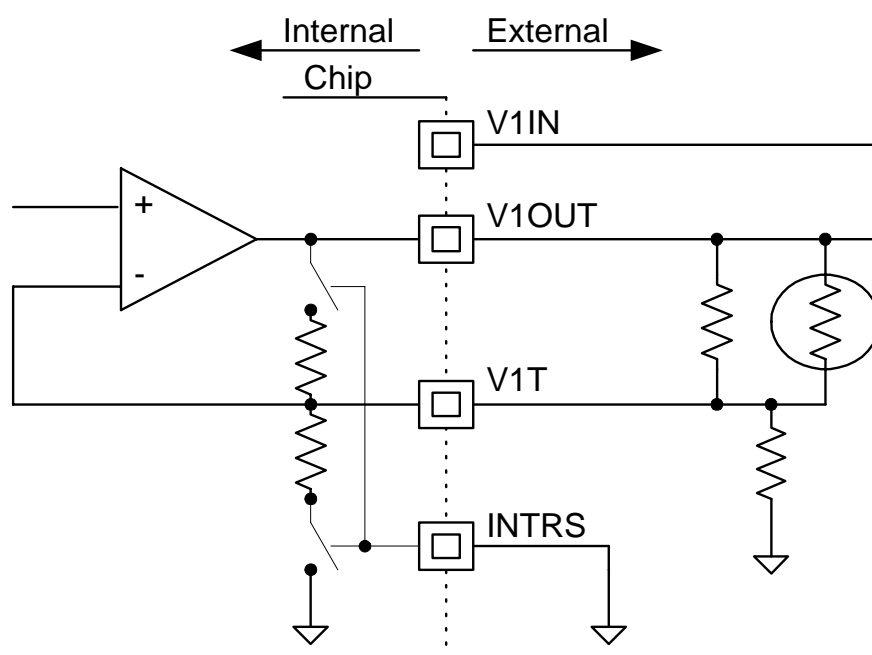 Internal
External
Chip
V1IN
V1OUT
+
-
V1T
INTRS